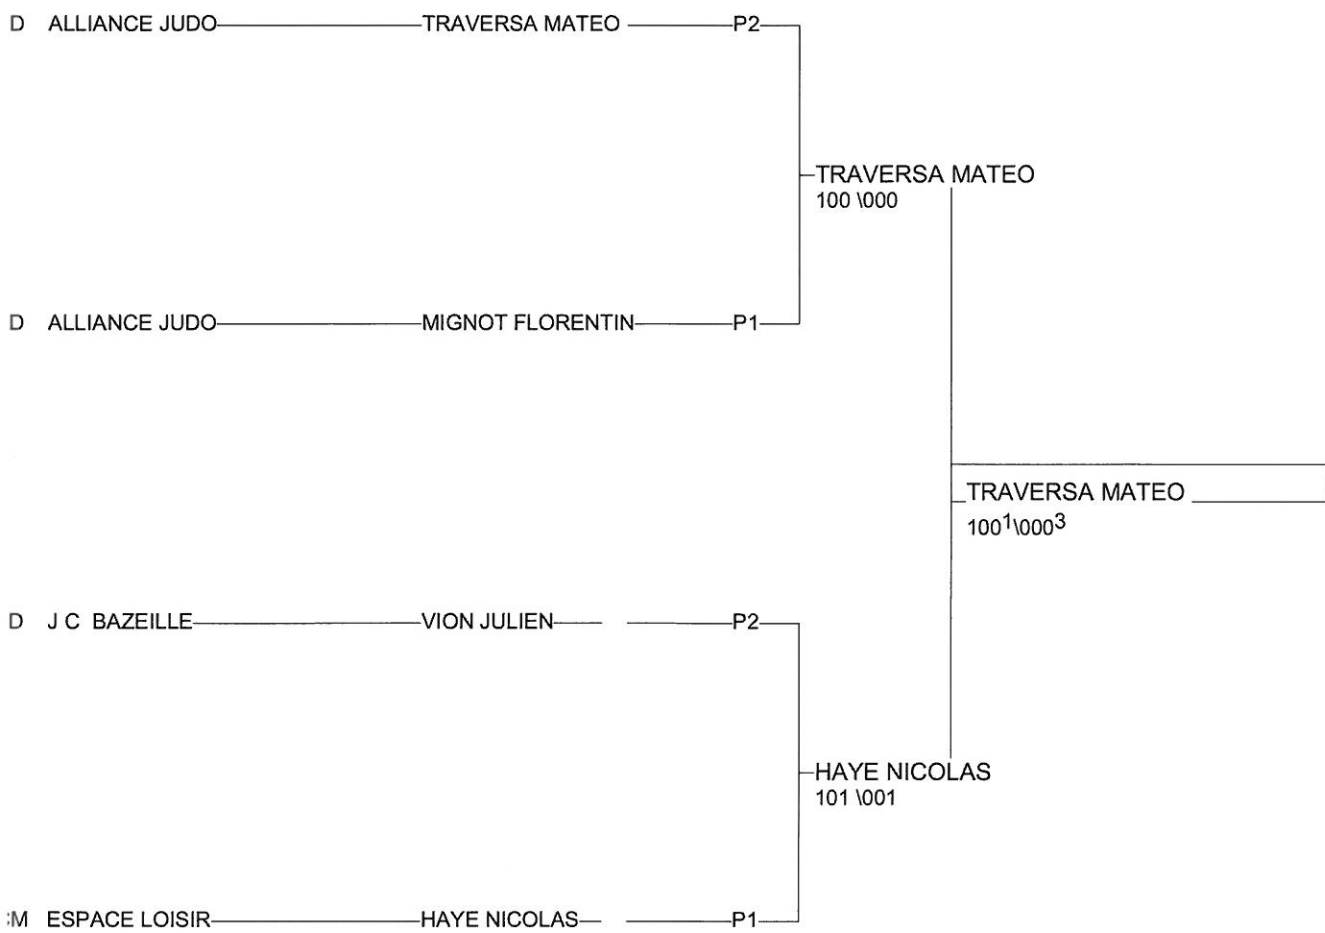 D ALLIANCE JUDO TRAVERSA MATEO P2
TRAVERSA MATEO
100 \000
D ALLIANCE JUDO MIGNOT FLORENTIN P1
TRAVERSA MATEO
100¹\000³
D J C BAZEILLE VION JULIEN P2
HAYE NICOLAS
101 \001
M ESPACE LOISIR HAYE NICOLAS P1